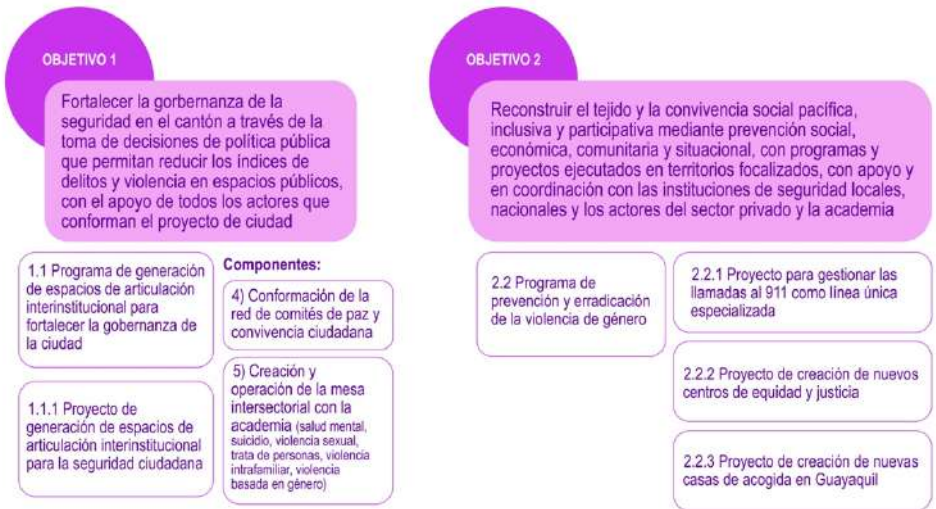 OBJETIVO 1
Fortalecer la gorbernanza de la
seguridad en el cantón a través de la
toma de decisiones de política pública
que permitan reducir los índices de
delitos y violencia en espacios públicos,
con el apoyo de todos los actores que
conforman el proyecto de ciudad
1.1 Programa de generación
de espacios de articulación
interinstitucional para
fortalecer la gobernanza de
la ciudad
1.1.1 Proyecto de
generación de espacios de
articulación interinstitucional
para la seguridad ciudadana
Componentes:
4) Conformación de la
red de comités de paz y
convivencia ciudadana
5) Creación y
operación de la mesa
intersectorial con la
academia (salud mental,
suicidio, violencia sexual,
trata de personas, violencia
intrafamiliar, violencia
basada en género)
OBJETIVO 2
Reconstruir el tejido y la convivencia social pacífica,
inclusiva y participativa mediante prevención social,
económica, comunitaria y situacional, con programas y
proyectos ejecutados en territorios focalizados, con apoyo y
en coordinación con las instituciones de seguridad locales,
nacionales y los actores del sector privado y la academia
2.2 Programa de
prevención y erradicación
de la violencia de género
2.2.1 Proyecto para gestionar las
llamadas al 911 como línea única
especializada
2.2.2 Proyecto de creación de nuevos
centros de equidad y justicia
2.2.3 Proyecto de creación de nuevas
casas de acogida en Guayaquil